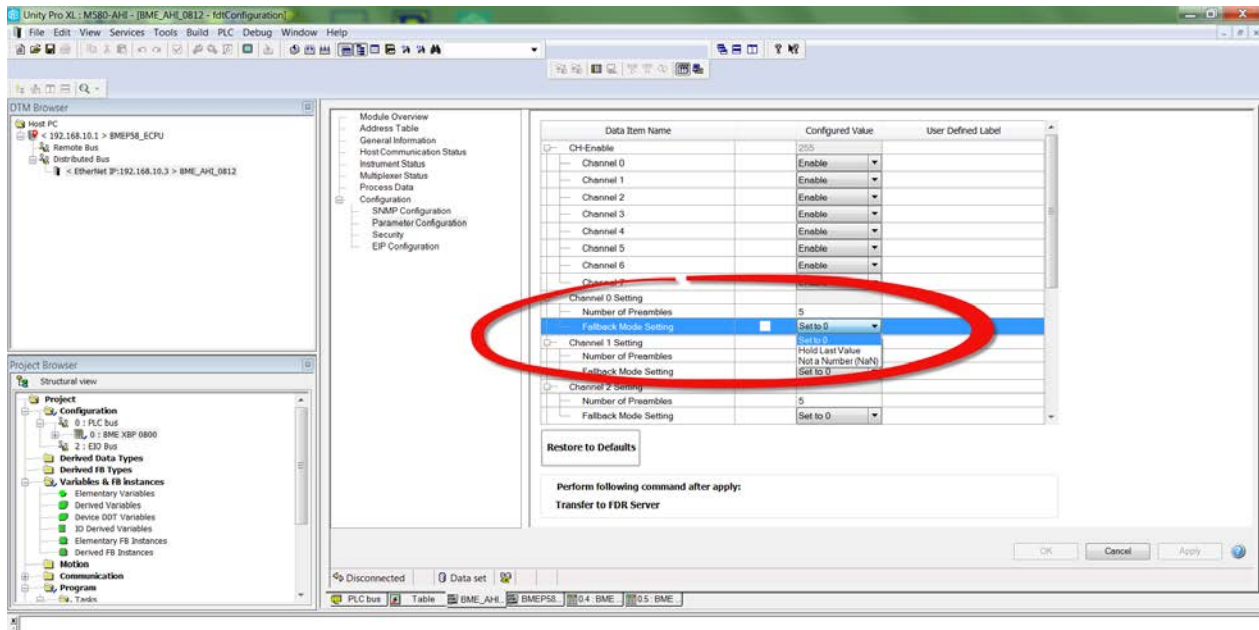 Unity Pro XL : M580-AHI - [BME_AHI_0812 - fdtConfiguration]
File Edit View Services Tools Build PLC Debug Window Help
DTM Browser
Host PC
< 192.168.10.1 > BMEP58_ECPU
Remote Bus
Distributed Bus
< EtherNet IP:192.168.10.3 > BME_AHI_0812
Project Browser
Structural view
Project
Configuration
0 : PLC bus
0 : BME XBP 0800
2 : EIO Bus
Derived Data Types
Derived FB Types
Variables & FB instances
Elementary Variables
Derived Variables
Device DDT Variables
IO Derived Variables
Elementary FB Instances
Derived FB Instances
Motion
Communication
Program
Tasks
Module Overview
Address Table
General Information
Host Communication Status
Instrument Status
Multiplexer Status
Process Data
Configuration
SNMP Configuration
Parameter Configuration
Security
EIP Configuration
Data Item Name Configured Value User Defined Label
CH-Enable 255
Channel 0 Enable
Channel 1 Enable
Channel 2 Enable
Channel 3 Enable
Channel 4 Enable
Channel 5 Enable
Channel 6 Enable
Channel 7 Enable
Channel 0 Setting
Number of Preambles 5
Fallback Mode Setting Set to 0
Channel 1 Setting Set to 0
Hold Last Value
Number of Preambles Not a Number (NaN)
Fallback Mode Setting Set to 0
Channel 2 Setting
Number of Preambles 5
Fallback Mode Setting Set to 0
Restore to Defaults
Perform following command after apply:
Transfer to FDR Server
OK Cancel Apply
Disconnected Data set
PLC bus Table BME_AHI... BMEP58... 0.4 : BME ... 0.5 : BME ...